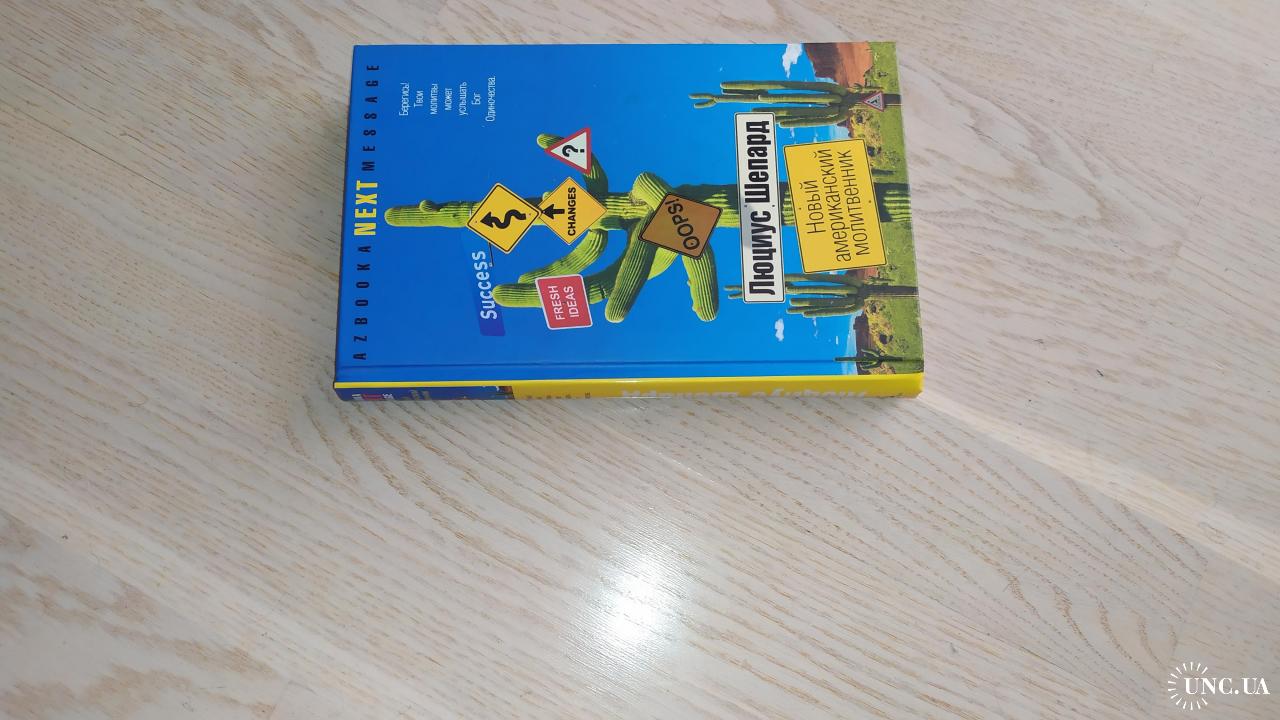 AZBOOKA NEXT MESSAGE
Берегись!
Твои
молитвы
может
услышать
Бог
Одиночества.
?
CHANGES
Success
OOPS!
FRESH
IDEAS
Люциус Шепард
Новый
американский
молитвенник
UNC.UA